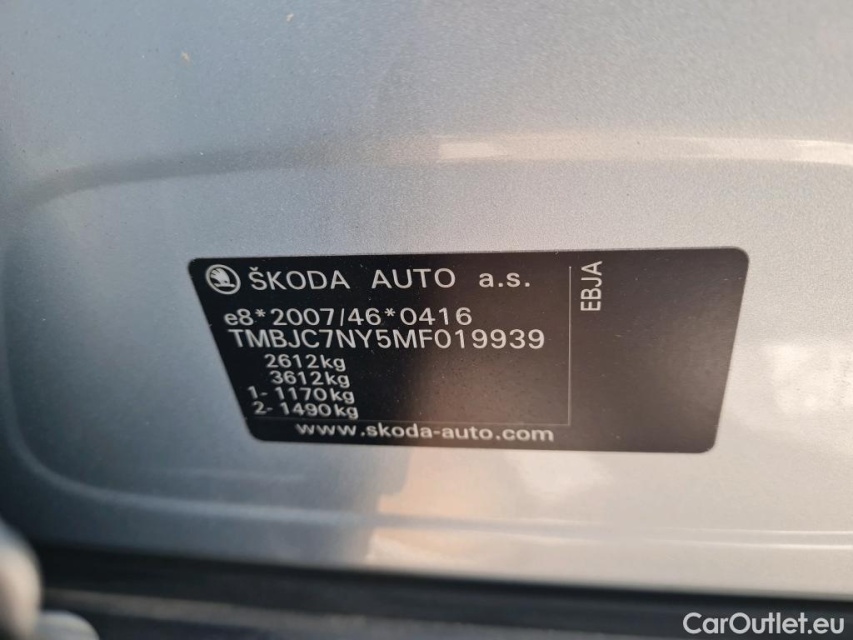 ŠKODA AUTO a.s.
EBJA
e8*2007/46*0416
TMBJC7NY5MF019939
2612kg
3612kg
1- 1170kg
2- 1490kg
www.skoda-auto.com
CarOutlet.eu